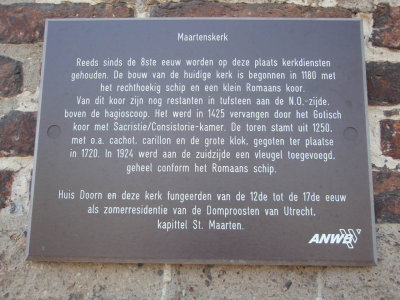 Maartenskerk
Reeds sinds de 8ste eeuw worden op deze plaats kerkdiensten
gehouden. De bouw van de huidige kerk is begonnen in 1180 met
het rechthoekig schip en een klein Romaans koor.
Van dit koor zijn nog restanten in tufsteen aan de N.O.-zijde,
boven de hagioscoop. Het werd in 1425 vervangen door het Gotisch
koor met Sacristie/Consistorie-kamer. De toren stamt uit 1250,
met o.a. cachot, carillon en de grote klok, gegoten ter plaatse
in 1720. In 1924 werd aan de zuidzijde een vleugel toegevoegd,
geheel conform het Romaans schip.
Huis Doorn en deze kerk fungeerden van de 12de tot de 17de eeuw
als zomerresidentie van de Domproosten van Utrecht,
kapittel St. Maarten.
ANWB